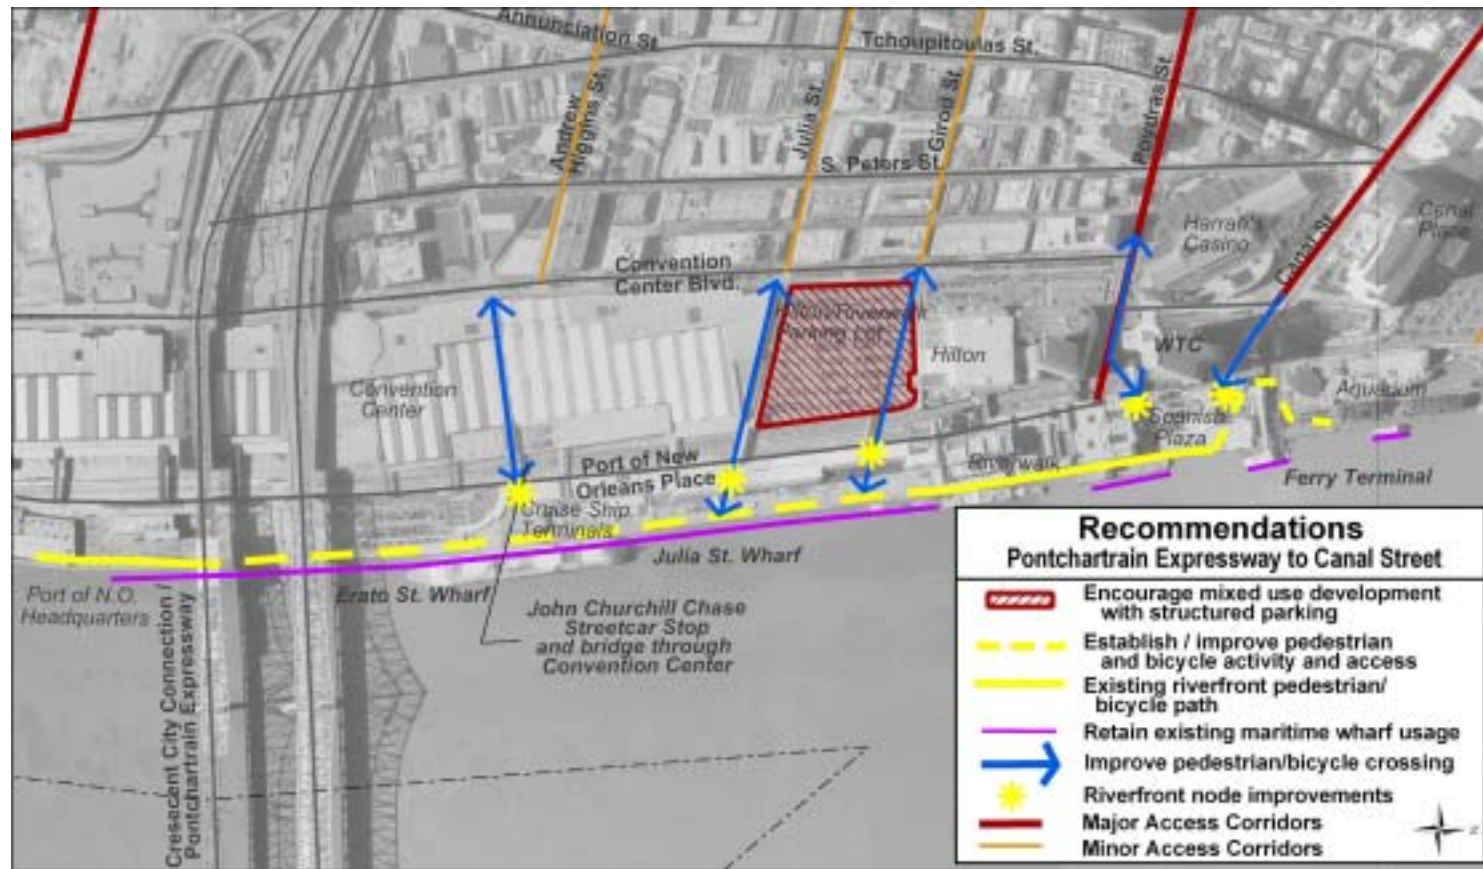 Annunciation St.
Tchoupitoulas St.
Andrew
Higgins St.
Julia St.
Girod St.
Poydras St.
S. Peters St.
Harrah's
Casino
Canal St.
Canal
Place
Convention
Center Blvd.
Parking Lot
Hilton
WTC
Convention
Center
Aquarium
Spanish
Plaza
Riverwalk
Port of New
Orleans Place
Cruise Ship
Terminals
Ferry Terminal
Julia St. Wharf
Erato St. Wharf
Port of N.O.
Headquarters
John Churchill Chase
Streetcar Stop
and bridge through
Convention Center
Cresecent City Connection /
Pontchartrain Expressway
Recommendations
Pontchartrain Expressway to Canal Street
Encourage mixed use development
with structured parking
Establish / improve pedestrian
and bicycle activity and access
Existing riverfront pedestrian/
bicycle path
Retain existing maritime wharf usage
Improve pedestrian/bicycle crossing
Riverfront node improvements
Major Access Corridors
Minor Access Corridors